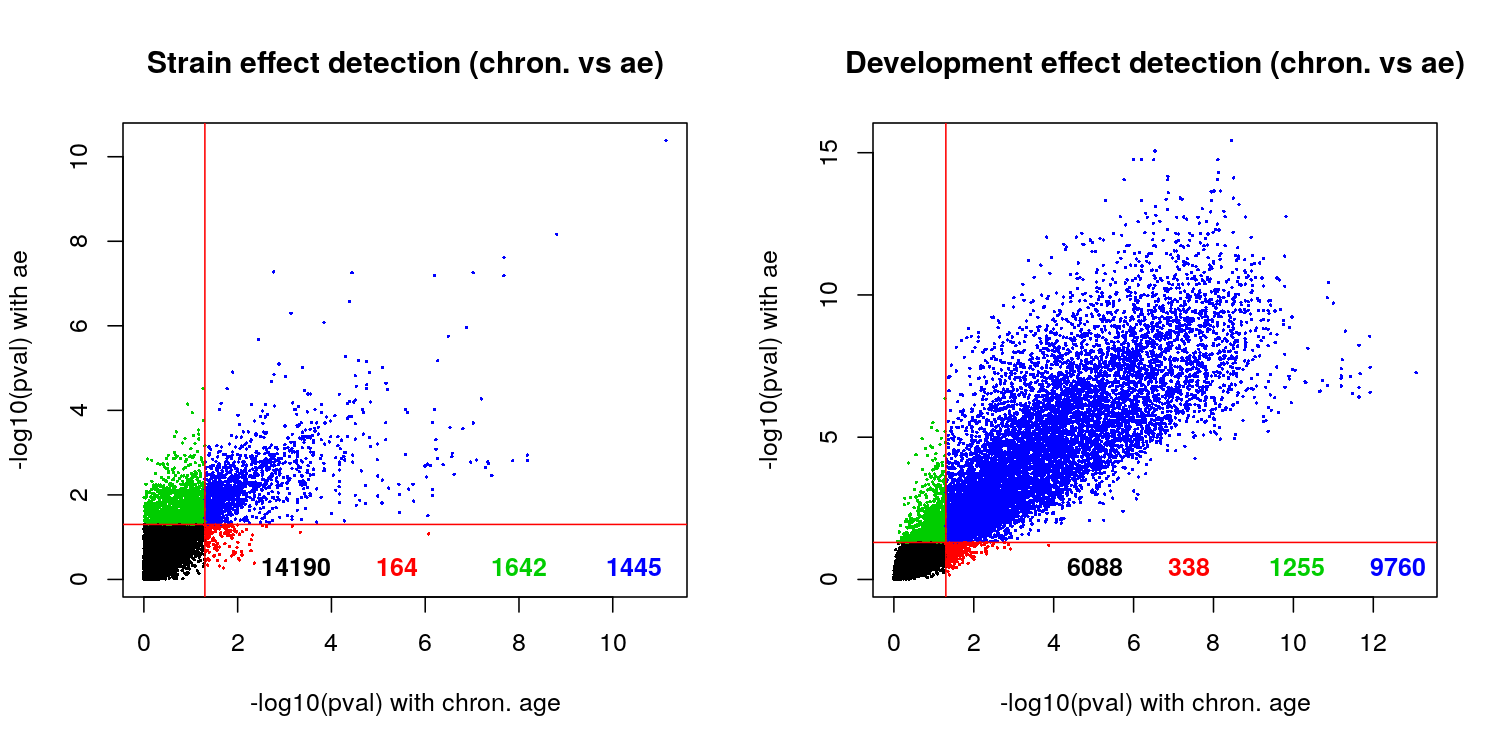 Strain effect detection (chron. vs ae)
-log10(pval) with ae
10
8
6
4
2
0
14190 164 1642 1445
0 2 4 6 8 10
-log10(pval) with chron. age
Development effect detection (chron. vs ae)
-log10(pval) with ae
15
10
5
0
6088 338 1255 9760
0 2 4 6 8 10 12
-log10(pval) with chron. age